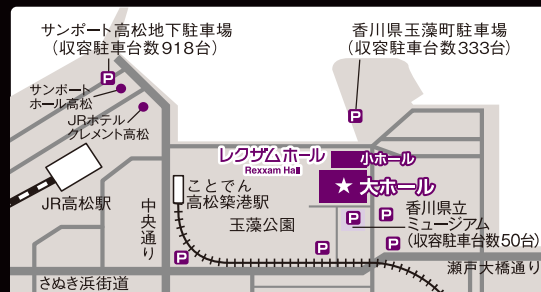 サンポート高松地下駐車場
(収容駐車台数918台)
香川県玉藻町駐車場
(収容駐車台数333台)
P
サンポート
ホール高松
P
JRホテル
クレメント高松
レクザムホール
Rexxam Hall
小ホール
大ホール
JR高松駅
中央通り
ことでん
高松築港駅
玉藻公園
P
香川県立
ミュージアム
(収容駐車台数50台)
P
P
P
P
さぬき浜街道
瀬戸大橋通り